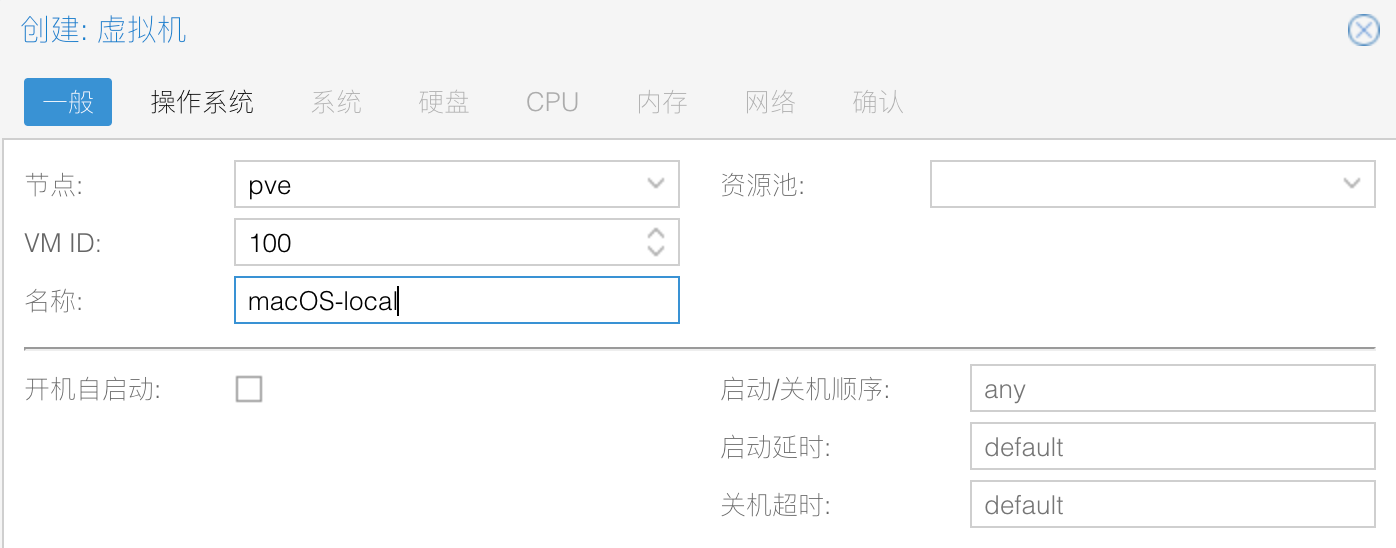 创建: 虚拟机
一般 操作系统 系统 硬盘 CPU 内存 网络 确认
节点: pve 资源池:
VM ID: 100
名称: macOS-local
开机自启动: 启动/关机顺序: any
启动延时: default
关机超时: default